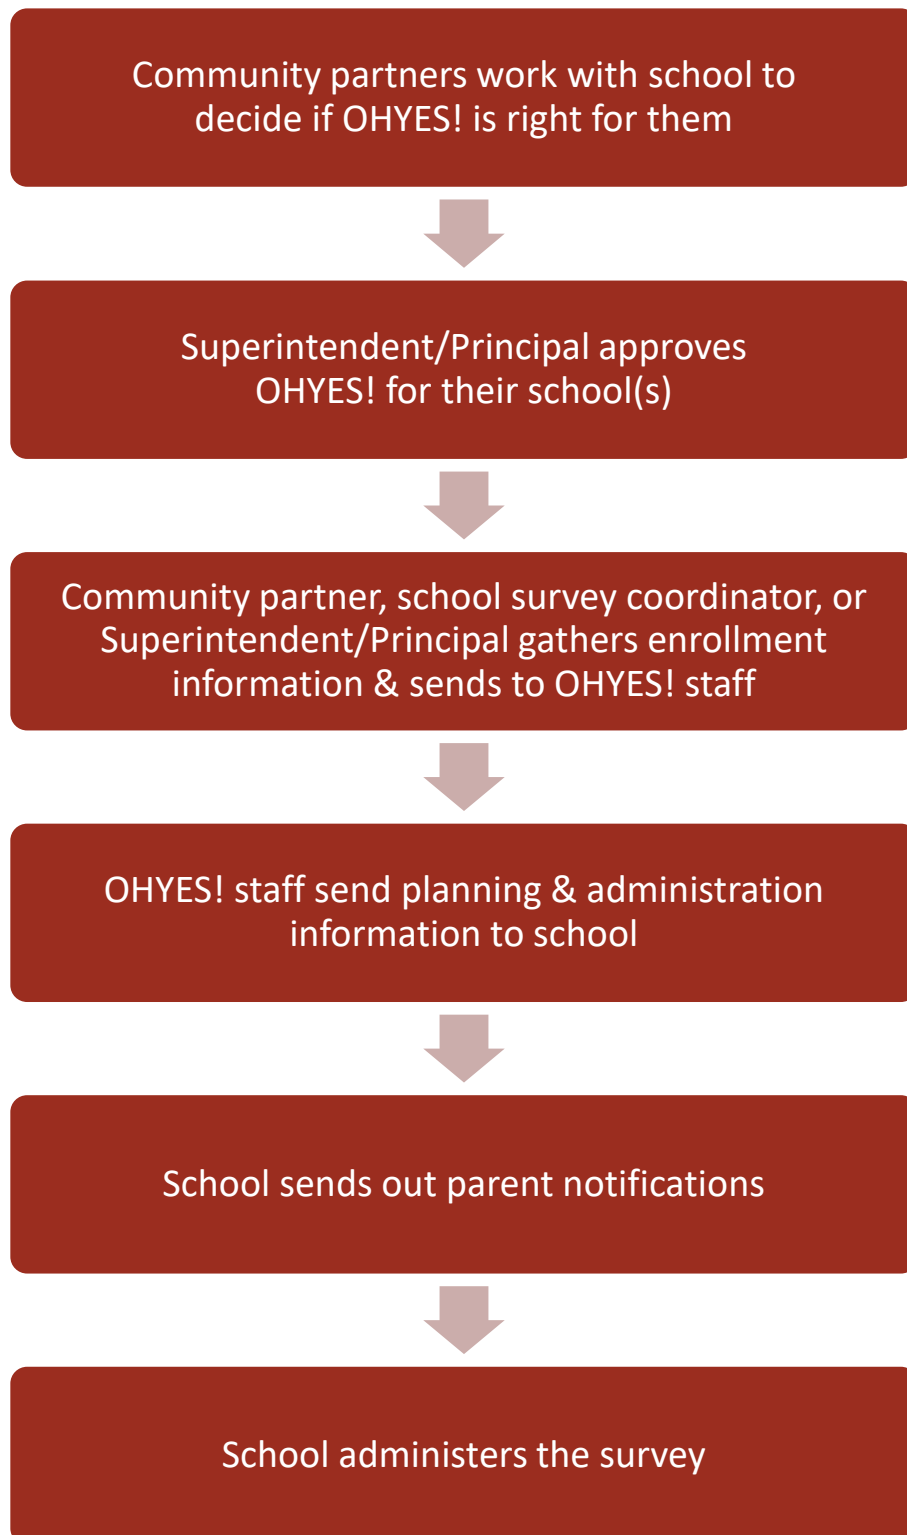 Community partners work with school to
decide if OHYES! is right for them
Superintendent/Principal approves
OHYES! for their school(s)
Community partner, school survey coordinator, or
Superintendent/Principal gathers enrollment
information & sends to OHYES! staff
OHYES! staff send planning & administration
information to school
School sends out parent notifications
School administers the survey